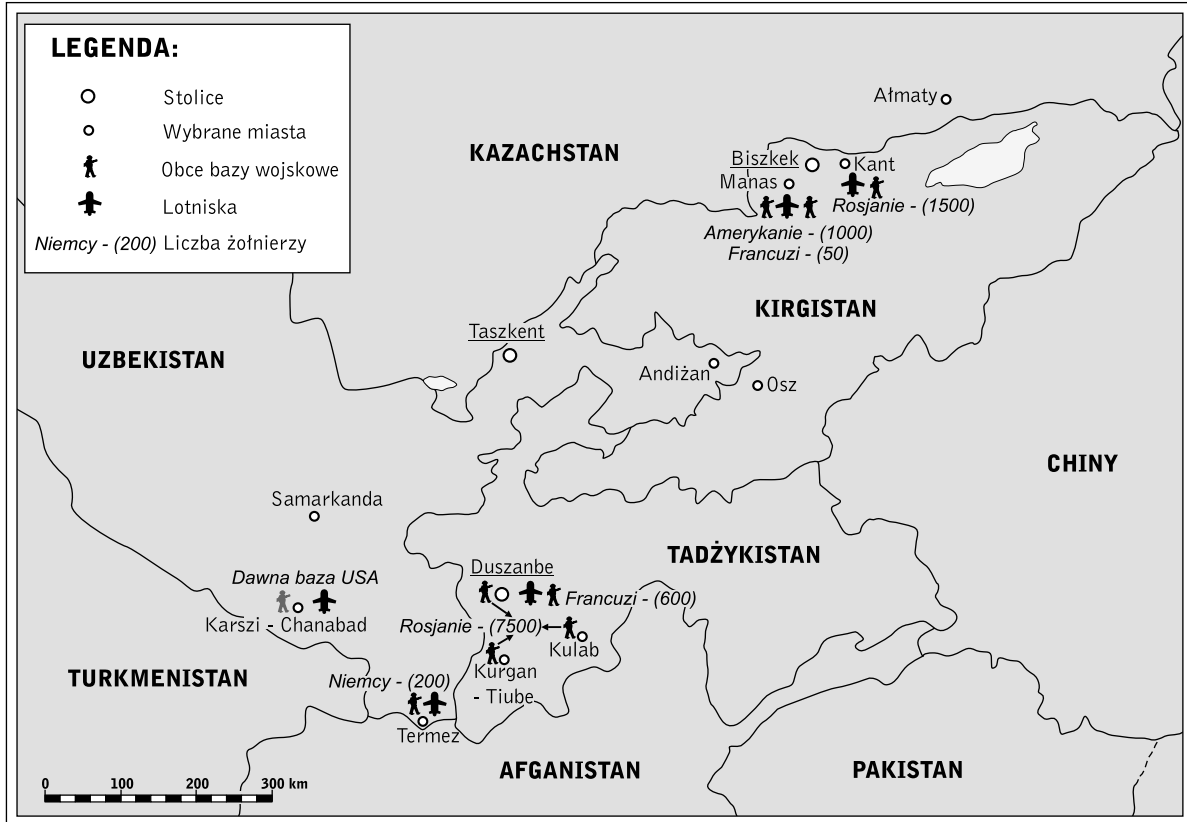 LEGENDA:
Stolice
Wybrane miasta
Obce bazy wojskowe
Lotniska
Niemcy - (200) Liczba żołnierzy
Ałmaty
KAZACHSTAN
Biszkek
Kant
Manas
Rosjanie - (1500)
Amerykanie - (1000)
Francuzi - (50)
KIRGISTAN
Taszkent
UZBEKISTAN
Andiżan
Osz
CHINY
Samarkanda
TADŻYKISTAN
Duszanbe
Dawna baza USA
Francuzi - (600)
Karszi - Chanabad
Rosjanie - (7500)
Kulab
Kurgan
- Tiube
TURKMENISTAN
Niemcy - (200)
Termez
AFGANISTAN
PAKISTAN
0 100 200 300 km